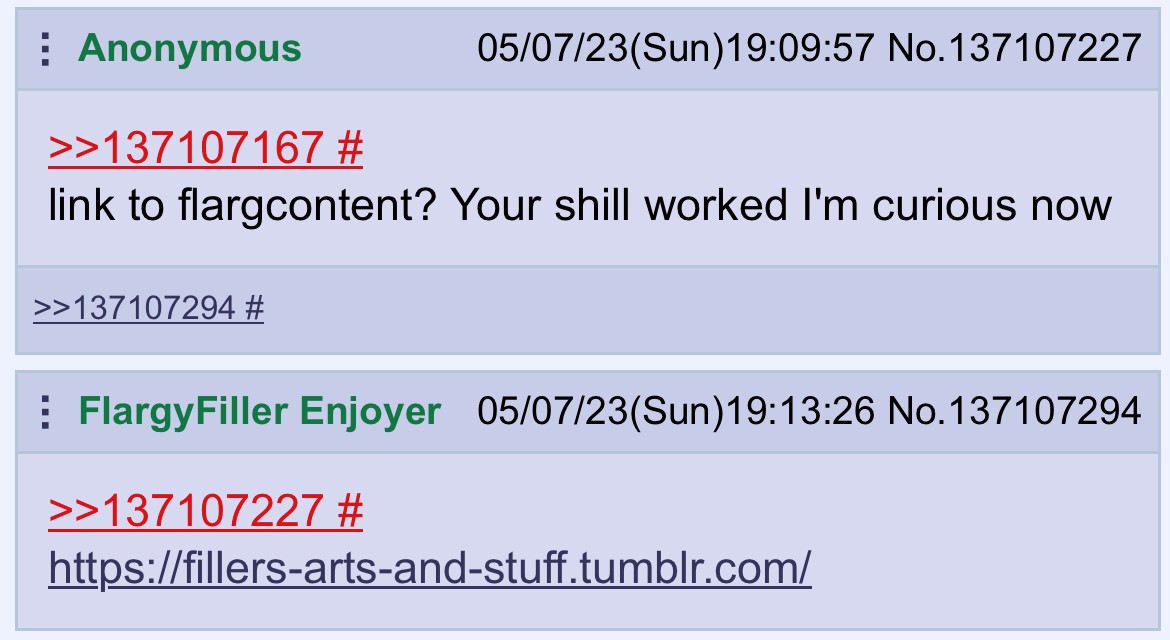 Anonymous 05/07/23(Sun)19:09:57 No.137107227
>>137107167 #
link to flargcontent? Your shill worked I'm curious now
>>137107294 #
FlargyFiller Enjoyer 05/07/23(Sun)19:13:26 No.137107294
>>137107227 #
https://fillers-arts-and-stuff.tumblr.com/